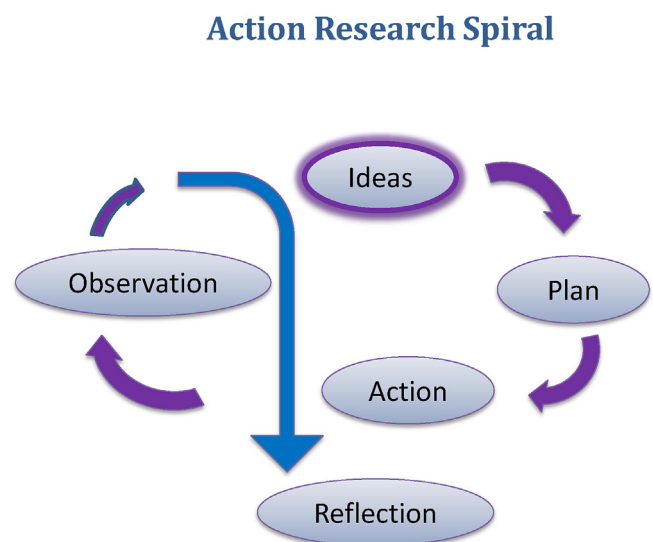 Action Research Spiral
Ideas
Plan
Action
Observation
Reflection